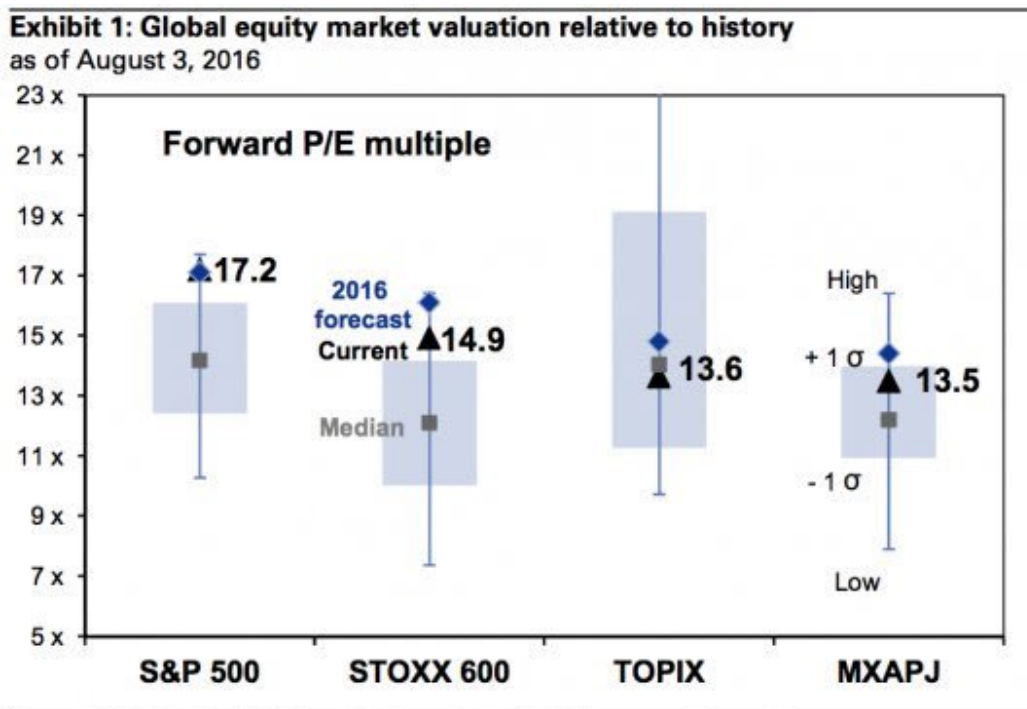 Exhibit 1: Global equity market valuation relative to history
as of August 3, 2016
23 x
21 x
19 x
17 x
15 x
13 x
11 x
9 x
7 x
5 x
Forward P/E multiple
17.2
2016
forecast
Current
14.9
Median
13.6
High
+ 1 σ
13.5
- 1 σ
Low
S&P 500
STOXX 600
TOPIX
MXAPJ